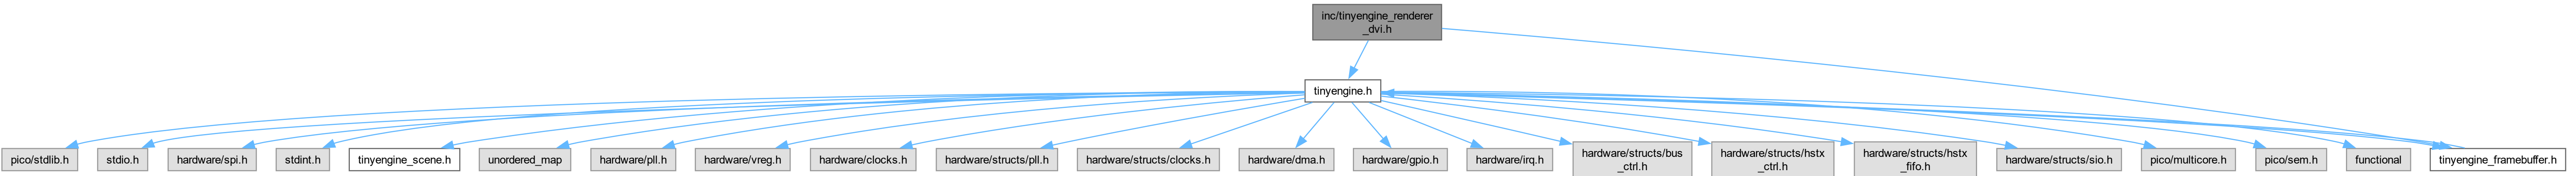 inc/tinyengine_renderer
_dvi.h
tinyengine.h
pico/stdlib.h
stdio.h
hardware/spi.h
stdint.h
tinyengine_scene.h
unordered_map
hardware/pll.h
hardware/vreg.h
hardware/clocks.h
hardware/structs/pll.h
hardware/structs/clocks.h
hardware/dma.h
hardware/gpio.h
hardware/irq.h
hardware/structs/bus
_ctrl.h
hardware/structs/hstx
_ctrl.h
hardware/structs/hstx
_fifo.h
hardware/structs/sio.h
pico/multicore.h
pico/sem.h
functional
tinyengine_framebuffer.h